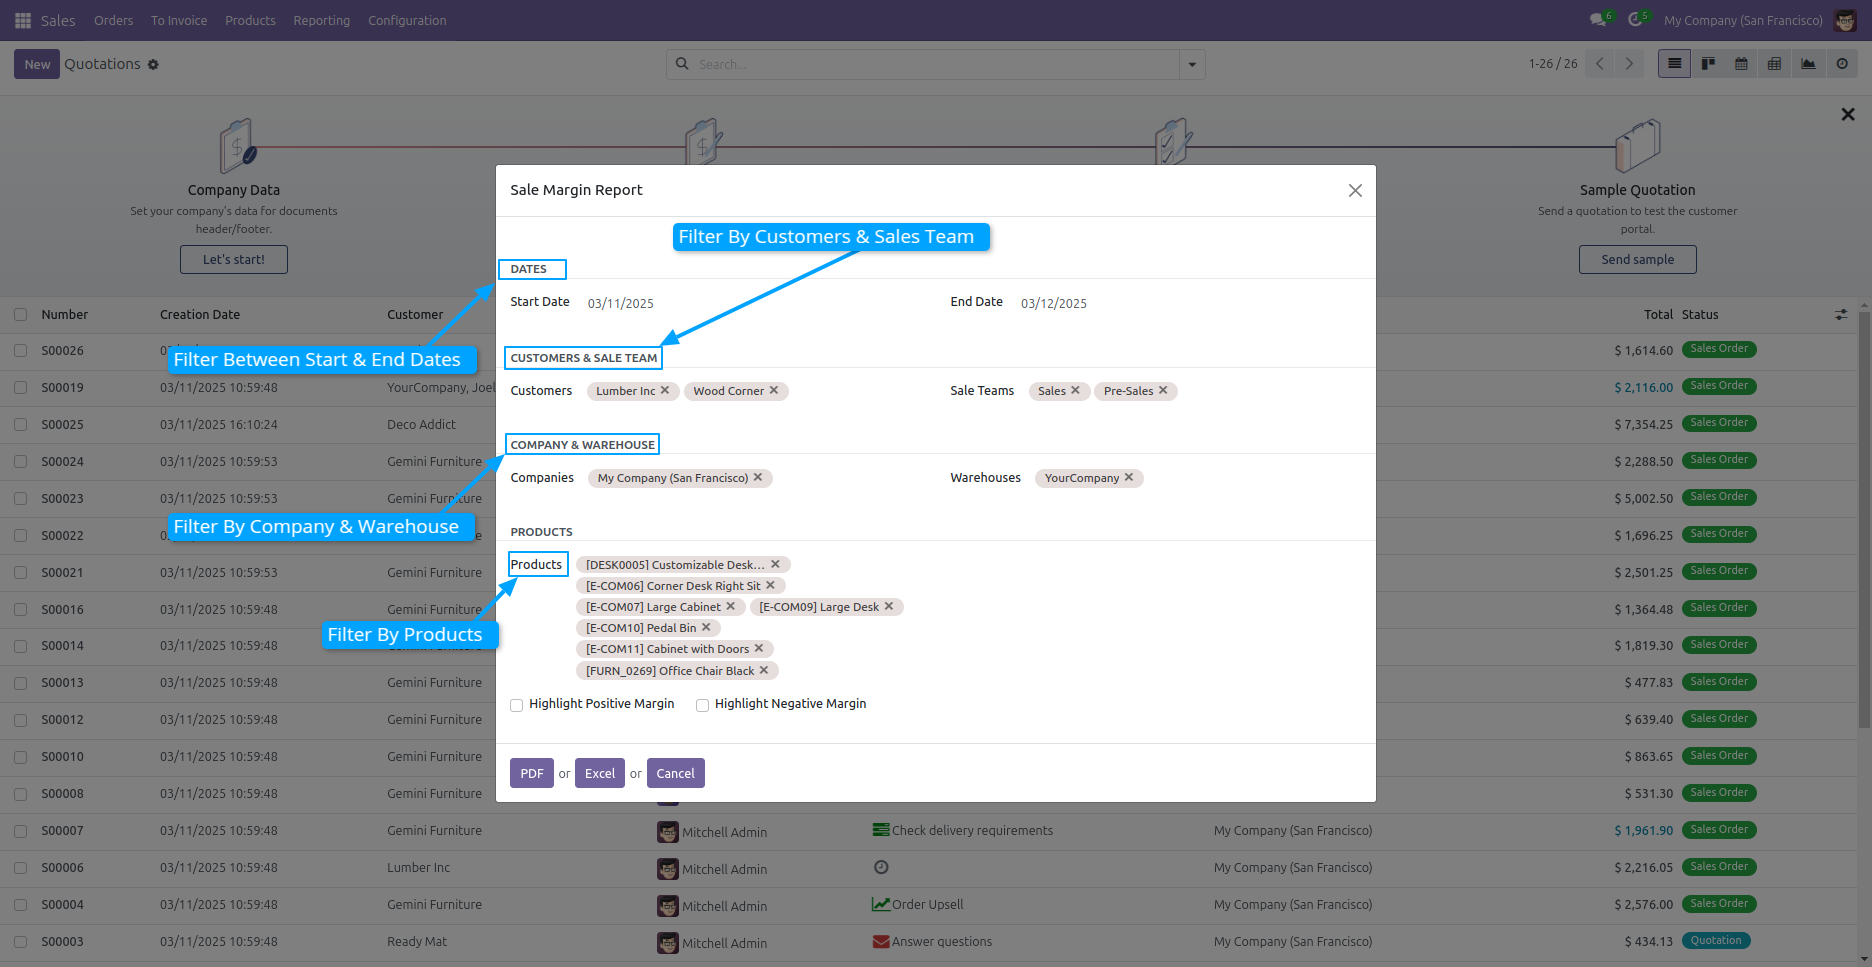 Sales Orders To Invoice Products Reporting Configuration 6 5 My Company (San Francisco)
New Quotations Search... 1-26 / 26
Company Data
Set your company's data for documents
header/footer.
Let's start!
Sample Quotation
Send a quotation to test the customer
portal.
Send sample
Sale Margin Report
Filter By Customers & Sales Team
DATES
Start Date 03/11/2025 End Date 03/12/2025
Filter Between Start & End Dates
CUSTOMERS & SALE TEAM
Customers Lumber Inc Wood Corner Sale Teams Sales Pre-Sales
COMPANY & WAREHOUSE
Companies My Company (San Francisco) Warehouses YourCompany
Filter By Company & Warehouse
PRODUCTS
Products [DESK0005] Customizable Desk...
[E-COM06] Corner Desk Right Sit
[E-COM07] Large Cabinet [E-COM09] Large Desk
[E-COM10] Pedal Bin
Filter By Products
[E-COM11] Cabinet with Doors
[FURN_0269] Office Chair Black
Highlight Positive Margin Highlight Negative Margin
PDF or Excel or Cancel
Number Creation Date Customer Total Status
S00026 $ 1,614.60 Sales Order
S00019 03/11/2025 10:59:48 YourCompany, Joel $ 2,116.00 Sales Order
S00025 03/11/2025 16:10:24 Deco Addict $ 7,354.25 Sales Order
S00024 03/11/2025 10:59:53 Gemini Furniture $ 2,288.50 Sales Order
S00023 03/11/2025 10:59:53 Gemini Furniture $ 5,002.50 Sales Order
S00022 Gemini Furniture $ 1,696.25 Sales Order
S00021 03/11/2025 10:59:53 Gemini Furniture $ 2,501.25 Sales Order
S00016 03/11/2025 10:59:48 Gemini Furniture $ 1,364.48 Sales Order
S00014 03/11/2025 10:59:48 $ 1,819.30 Sales Order
S00013 03/11/2025 10:59:48 Gemini Furniture $ 477.83 Sales Order
S00012 03/11/2025 10:59:48 Gemini Furniture $ 639.40 Sales Order
S00010 03/11/2025 10:59:48 Gemini Furniture $ 863.65 Sales Order
S00008 03/11/2025 10:59:48 Gemini Furniture $ 531.30 Sales Order
S00007 03/11/2025 10:59:48 Gemini Furniture Mitchell Admin Check delivery requirements My Company (San Francisco) $ 1,961.90 Sales Order
S00006 03/11/2025 10:59:48 Lumber Inc Mitchell Admin My Company (San Francisco) $ 2,216.05 Sales Order
S00004 03/11/2025 10:59:48 Gemini Furniture Mitchell Admin Order Upsell My Company (San Francisco) $ 2,576.00 Sales Order
S00003 03/11/2025 10:59:48 Ready Mat Mitchell Admin Answer questions My Company (San Francisco) $ 434.13 Quotation